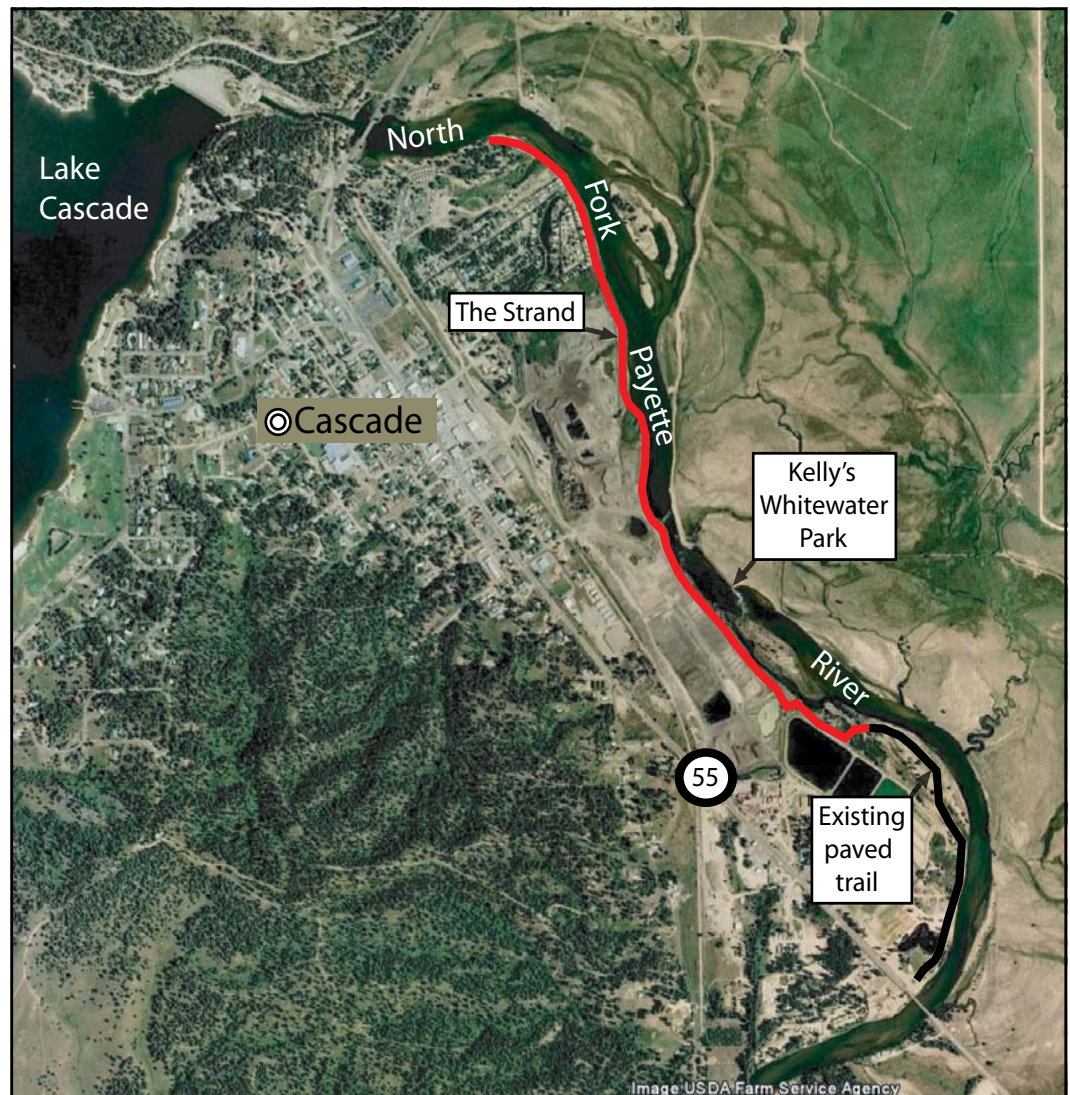 North
Lake
Cascade
Fork
The Strand
Payette
Cascade
Kelly's
Whitewater
Park
River
55
Existing
paved
trail
Image USDA Farm Service Agency